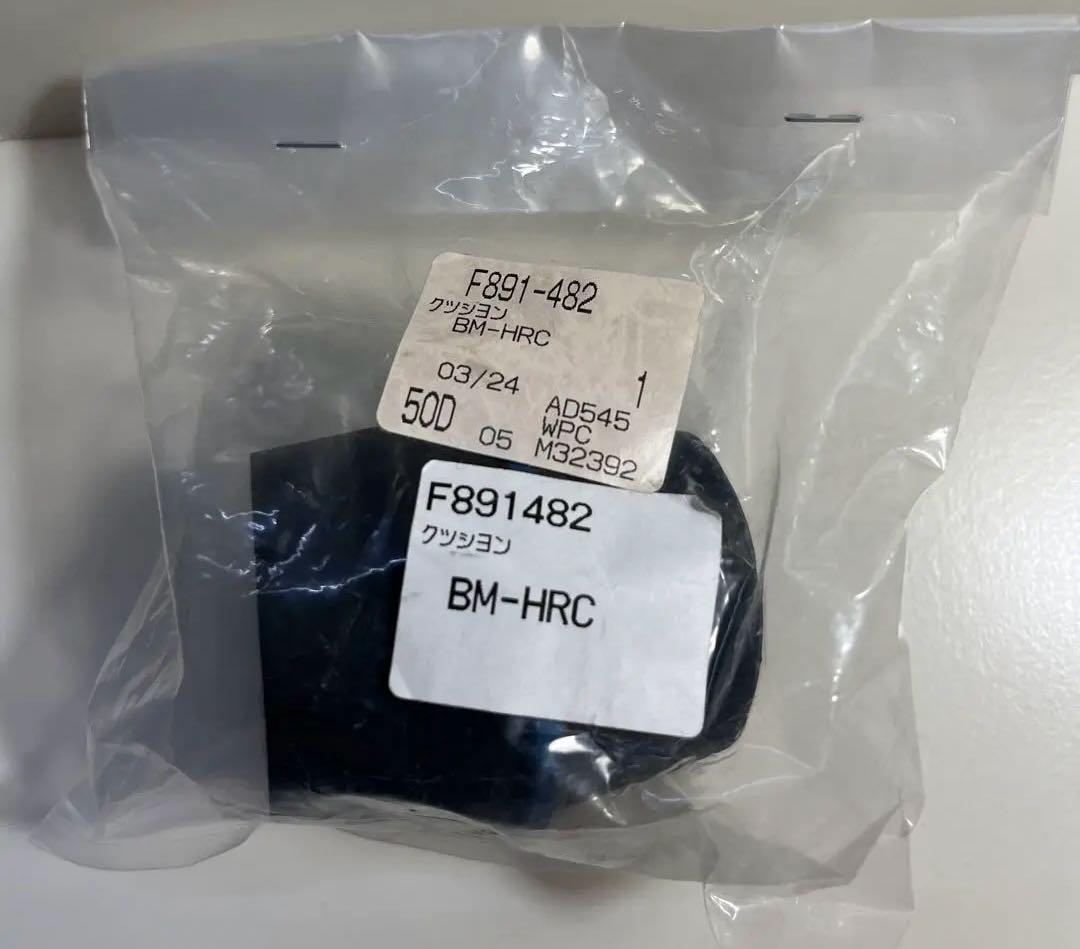 F891-482
クツシヨン
BM-HRC
03/24 1
50D 05 AD545
WPC
M32392
F891482
クツシヨン
BM-HRC